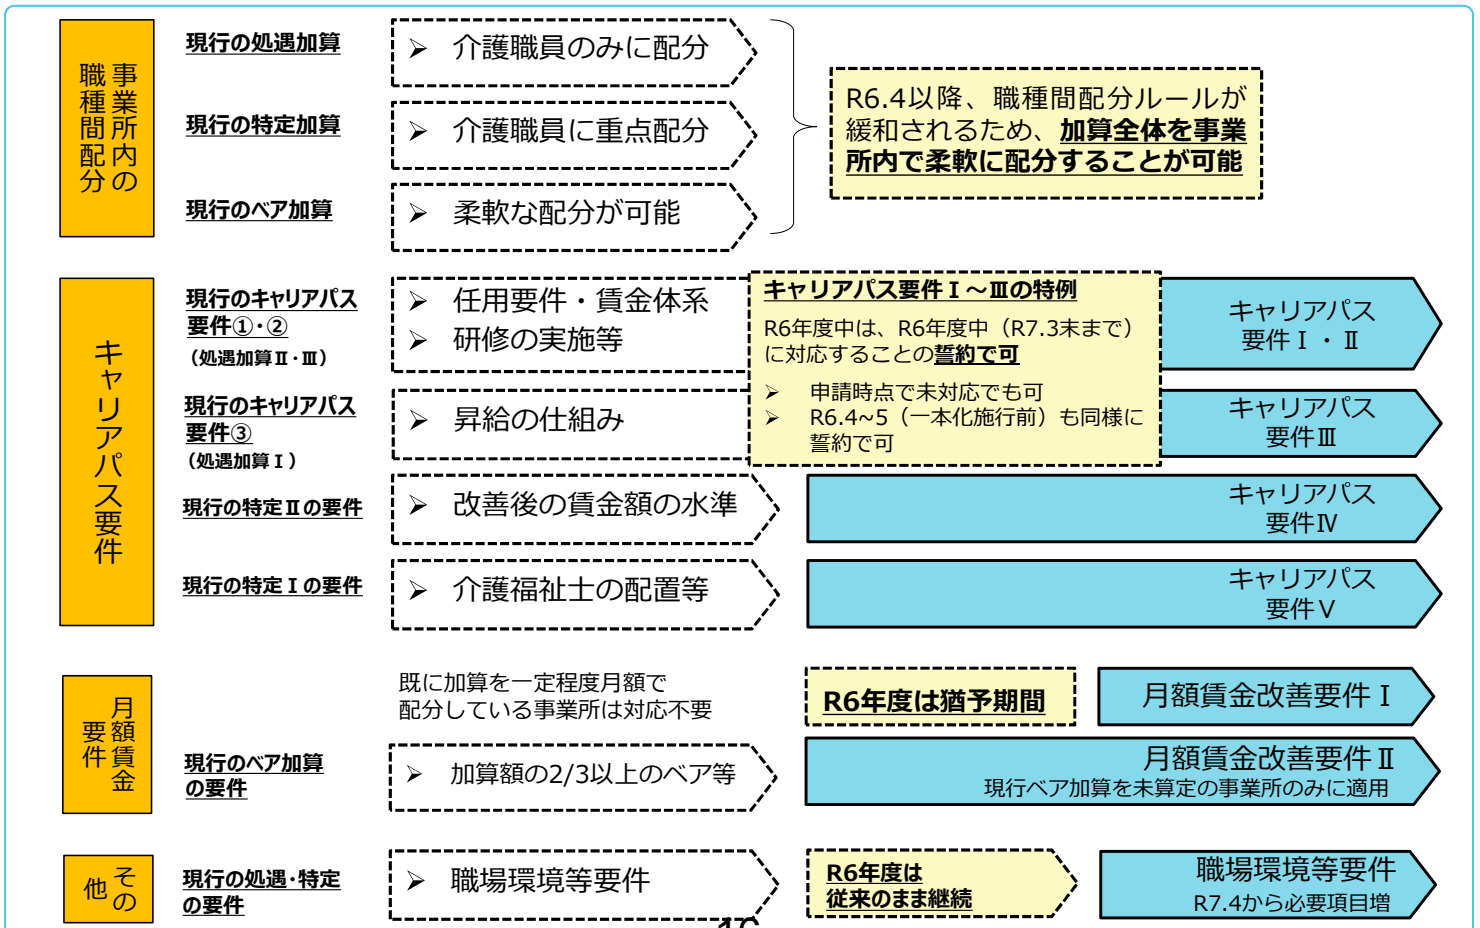 事業所内の
職種間配分
現行の処遇加算
➢ 介護職員のみに配分
現行の特定加算
➢ 介護職員に重点配分
現行のベア加算
➢ 柔軟な配分が可能
R6.4以降、職種間配分ルールが
緩和されるため、加算全体を事業
所内で柔軟に配分することが可能
キャリアパス要件
現行のキャリアパス
要件①・②
（処遇加算Ⅱ・Ⅲ）
➢ 任用要件・賃金体系
➢ 研修の実施等
キャリアパス要件Ⅰ～Ⅲの特例
R6年度中は、R6年度中（R7.3末まで）
に対応することの誓約で可
➢ 申請時点で未対応でも可
➢ R6.4~5（一本化施行前）も同様に
誓約で可
キャリアパス
要件Ⅰ・Ⅱ
現行のキャリアパス
要件③
（処遇加算Ⅰ）
➢ 昇給の仕組み
キャリアパス
要件Ⅲ
現行の特定Ⅱの要件
➢ 改善後の賃金額の水準
キャリアパス
要件Ⅳ
現行の特定Ⅰの要件
➢ 介護福祉士の配置等
キャリアパス
要件Ⅴ
月額賃金
要件
既に加算を一定程度月額で
配分している事業所は対応不要
R6年度は猶予期間
月額賃金改善要件Ⅰ
現行のベア加算
の要件
➢ 加算額の2/3以上のベア等
月額賃金改善要件Ⅱ
現行ベア加算を未算定の事業所のみに適用
その
他
現行の処遇・特定
の要件
➢ 職場環境等要件
R6年度は
従来のまま継続
職場環境等要件
R7.4から必要項目増